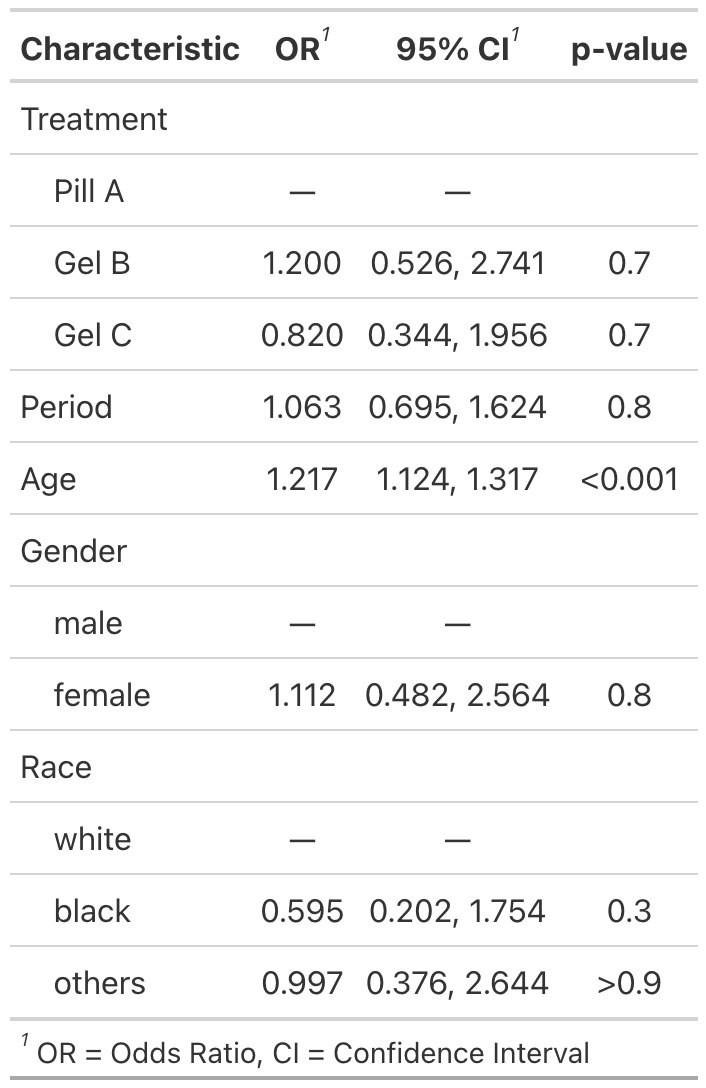 Characteristic OR1 95% CI1 p-value
Treatment
Pill A — —
Gel B 1.200 0.526, 2.741 0.7
Gel C 0.820 0.344, 1.956 0.7
Period 1.063 0.695, 1.624 0.8
Age 1.217 1.124, 1.317 <0.001
Gender
male — —
female 1.112 0.482, 2.564 0.8
Race
white — —
black 0.595 0.202, 1.754 0.3
others 0.997 0.376, 2.644 >0.9
1 OR = Odds Ratio, CI = Confidence Interval